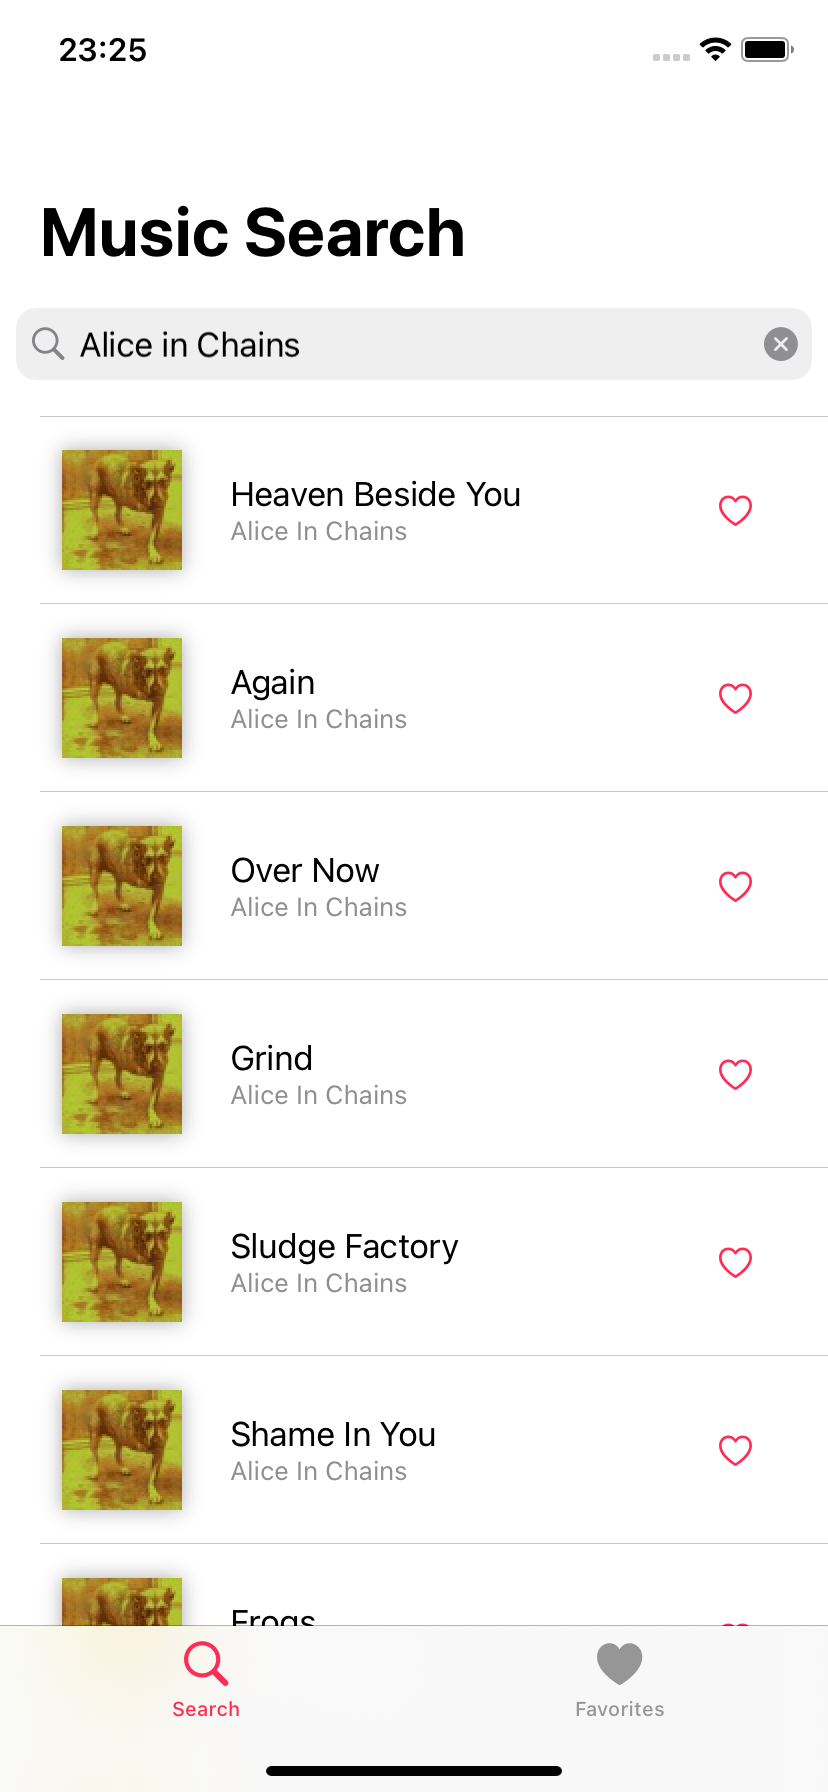 23:25
Music Search
Alice in Chains
Heaven Beside You
Alice In Chains
Again
Alice In Chains
Over Now
Alice In Chains
Grind
Alice In Chains
Sludge Factory
Alice In Chains
Shame In You
Alice In Chains
Frogs
Search
Favorites